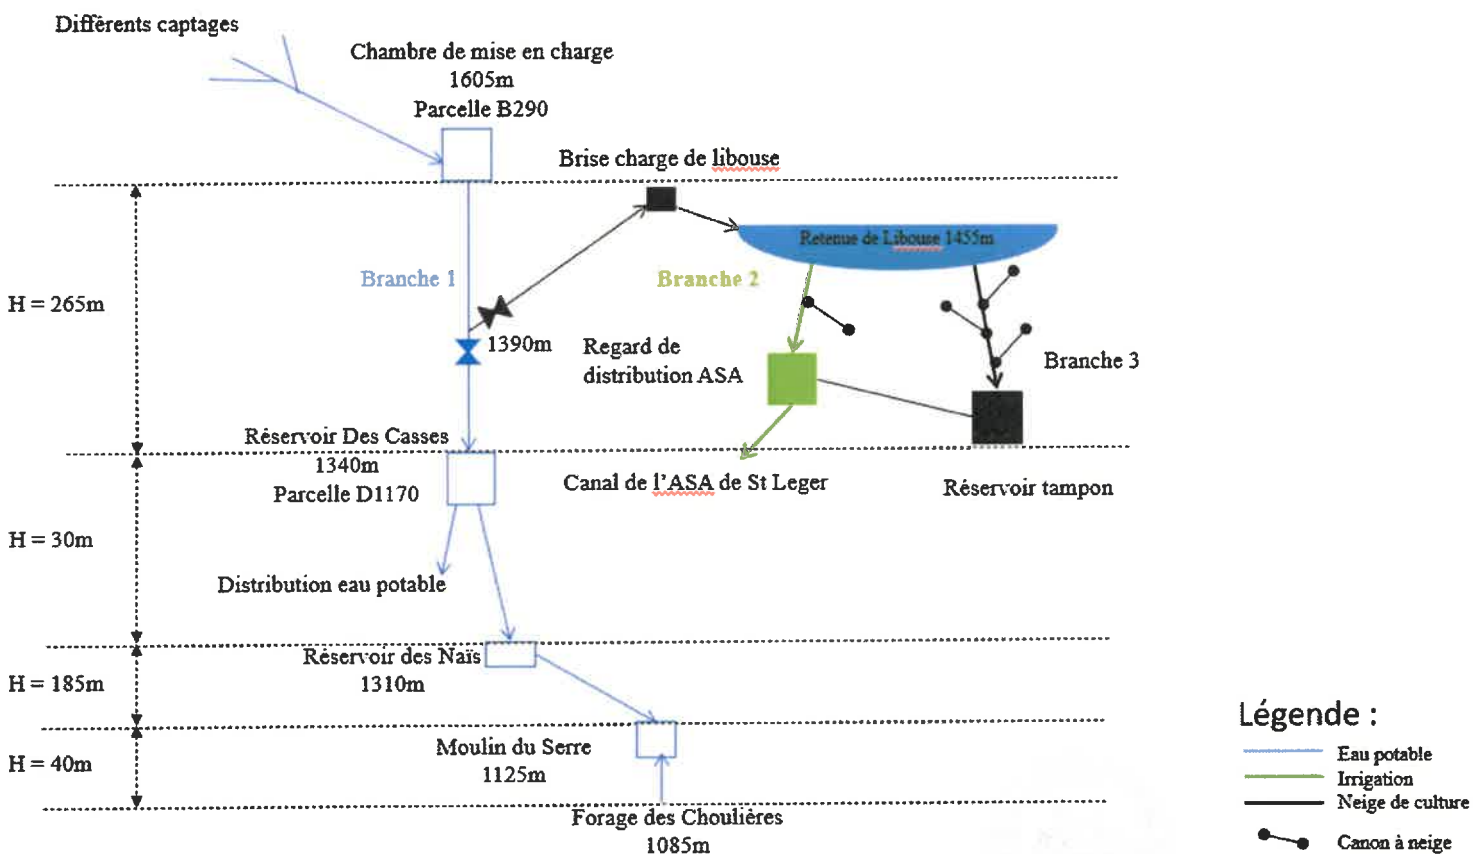 Différents captages
Chambre de mise en charge
1605m
Parcelle B290
Brise charge de libouse
Retenue de Libouse 1455m
Branche 1
Branche 2
H = 265m
1390m
Regard de
distribution ASA
Branche 3
Réservoir Des Casses
1340m
Parcelle D1170
Canal de l'ASA de St Leger
Réservoir tampon
H = 30m
Distribution eau potable
Réservoir des Naïs
1310m
H = 185m
Moulin du Serre
1125m
H = 40m
Forage des Choulières
1085m
Légende :
Eau potable
Irrigation
Neige de culture
Canon à neige